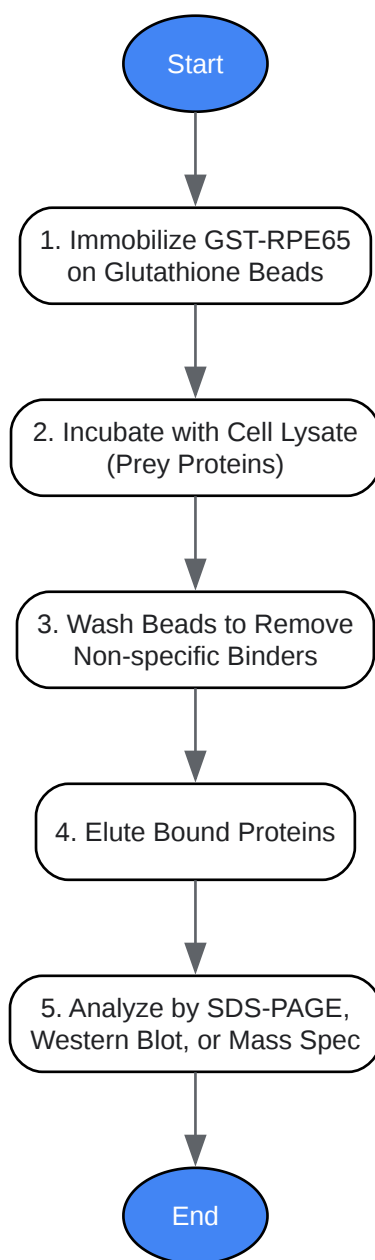 Start
1. Immobilize GST-RPE65
on Glutathione Beads
2. Incubate with Cell Lysate
(Prey Proteins)
3. Wash Beads to Remove
Non-specific Binders
4. Elute Bound Proteins
5. Analyze by SDS-PAGE,
Western Blot, or Mass Spec
End